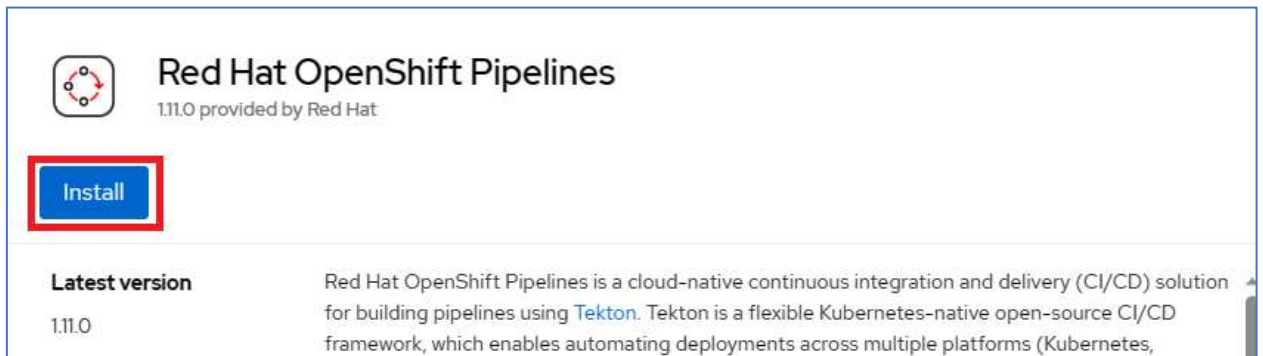 Red Hat OpenShift Pipelines
1.11.0 provided by Red Hat
Install
Latest version
1.11.0
Red Hat OpenShift Pipelines is a cloud-native continuous integration and delivery (CI/CD) solution
for building pipelines using Tekton. Tekton is a flexible Kubernetes-native open-source CI/CD
framework, which enables automating deployments across multiple platforms (Kubernetes,